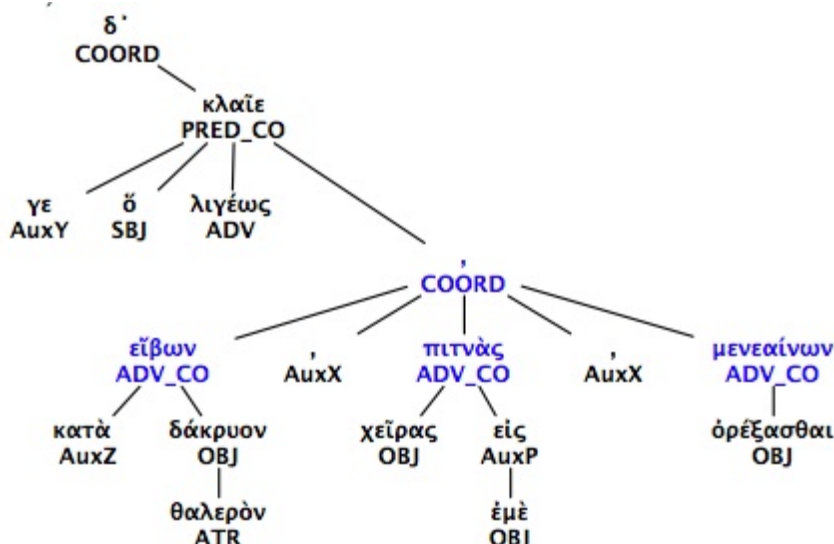 δ᾽
COORD
κλαῖε
PRED_CO
γε ὅ λιγέως
AuxY SBJ ADV
,
COORD
εἴβων , πιτνὰς , μενεαίνων
ADV_CO AuxX ADV_CO AuxX ADV_CO
κατὰ δάκρυον χεῖρας εἰς ὀρέξασθαι
AuxZ OBJ OBJ AuxP OBJ
θαλερὸν ἐμὲ
ATR OBJ